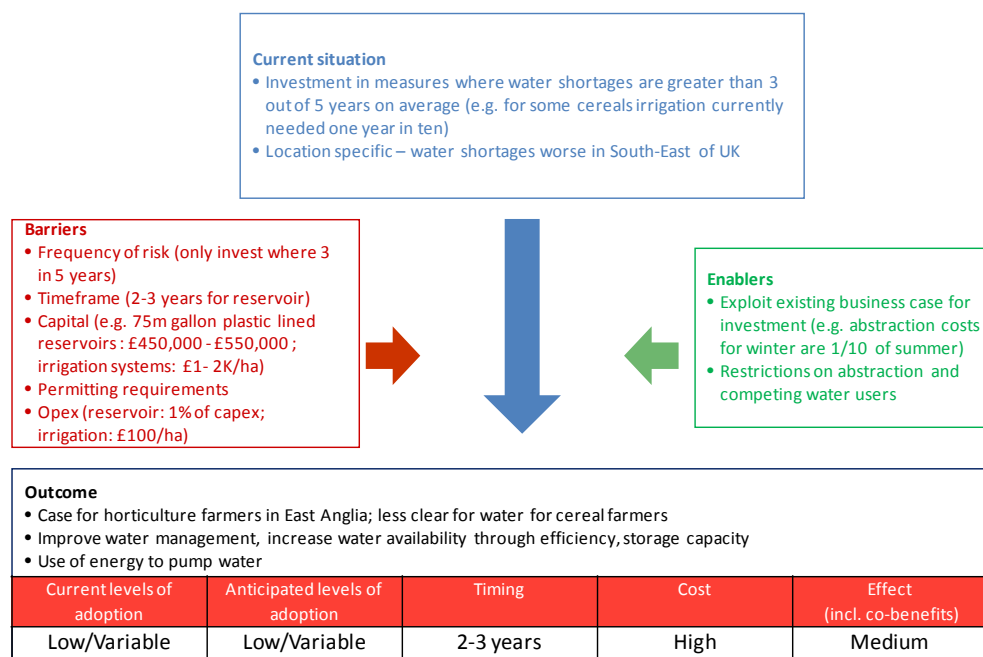 Current situation
• Investment in measures where water shortages are greater than 3
out of 5 years on average (e.g. for some cereals irrigation currently
needed one year in ten)
• Location specific – water shortages worse in South-East of UK
Barriers
• Frequency of risk (only invest where 3
in 5 years)
• Timeframe (2-3 years for reservoir)
• Capital (e.g. 75m gallon plastic lined
reservoirs : £450,000 - £550,000 ;
irrigation systems: £1- 2K/ha)
• Permitting requirements
• Opex (reservoir: 1% of capex;
irrigation: £100/ha)
Enablers
• Exploit existing business case for
investment (e.g. abstraction costs
for winter are 1/10 of summer)
• Restrictions on abstraction and
competing water users
Outcome
• Case for horticulture farmers in East Anglia; less clear for water for cereal farmers
• Improve water management, increase water availability through efficiency, storage capacity
• Use of energy to pump water
Current levels of
adoption
Anticipated levels of
adoption
Timing
Cost
Effect
(incl. co-benefits)
Low/Variable
Low/Variable
2-3 years
High
Medium